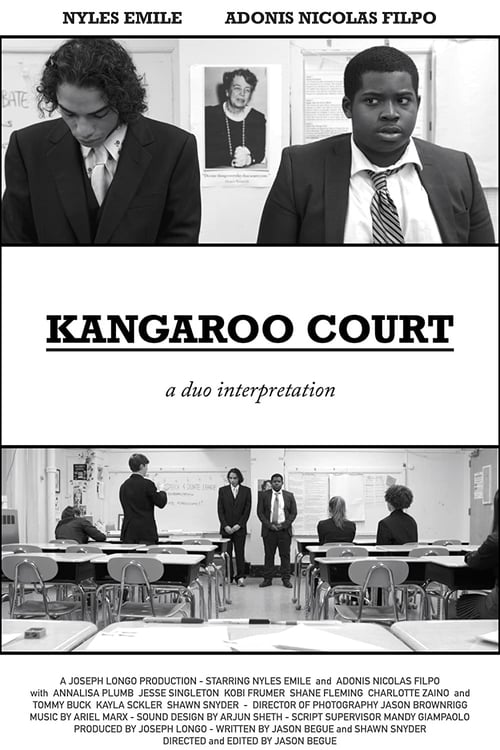 NYLES EMILE ADONIS NICOLAS FILPO
KANGAROO COURT
a duo interpretation
A JOSEPH LONGO PRODUCTION - STARRING NYLES EMILE and ADONIS NICOLAS FILPO
with ANNALISA PLUMB JESSE SINGLETON KOBI FRUMER SHANE FLEMING CHARLOTTE ZAINO and
TOMMY BUCK KAYLA SCKLER SHAWN SNYDER - DIRECTOR OF PHOTOGRAPHY JASON BROWNRIGG
MUSIC BY ARIEL MARX - SOUND DESIGN BY ARJUN SHETH - SCRIPT SUPERVISOR MANDY GIAMPAOLO
PRODUCED BY JOSEPH LONGO - WRITTEN BY JASON BEGUE and SHAWN SNYDER
DIRECTED and EDITED BY JASON BEGUE